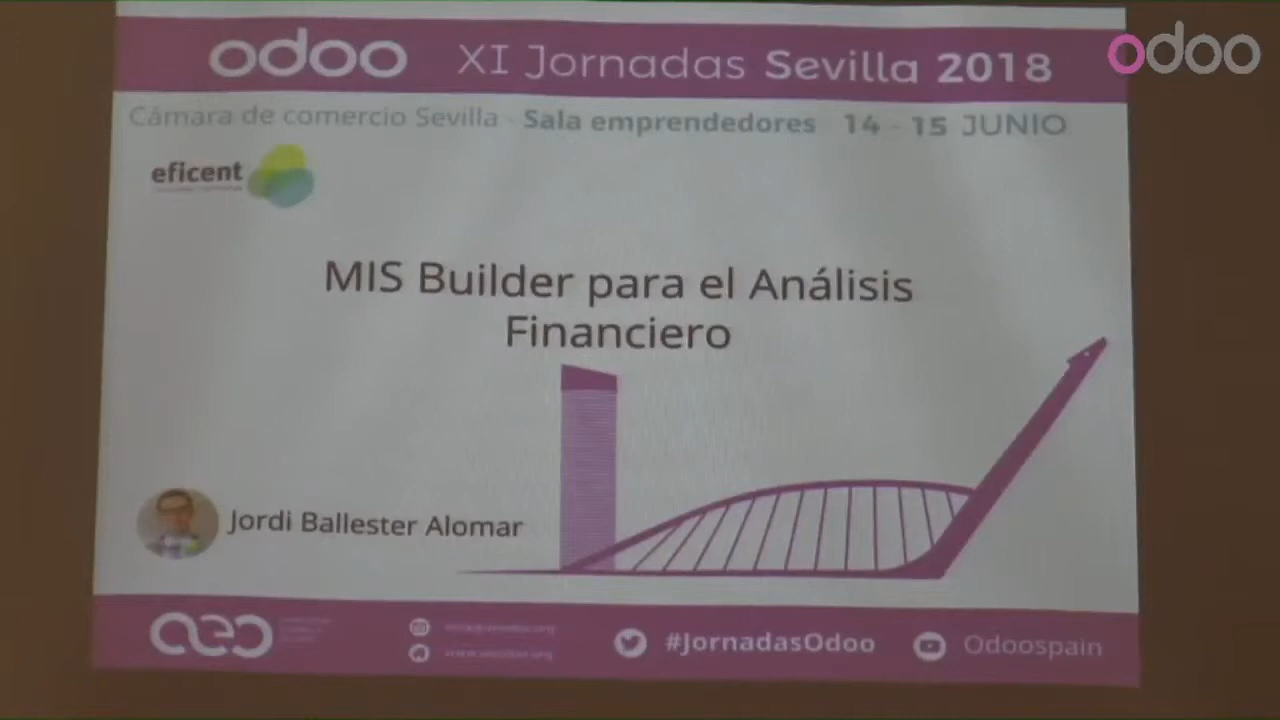 odoo XI Jornadas Sevilla 2018
odoo
Cámara de comercio Sevilla - Sala emprendedores 14 - 15 JUNIO
eficent
MIS Builder para el Análisis
Financiero
Jordi Ballester Alomar
aeo
#JornadasOdoo
Odoospain